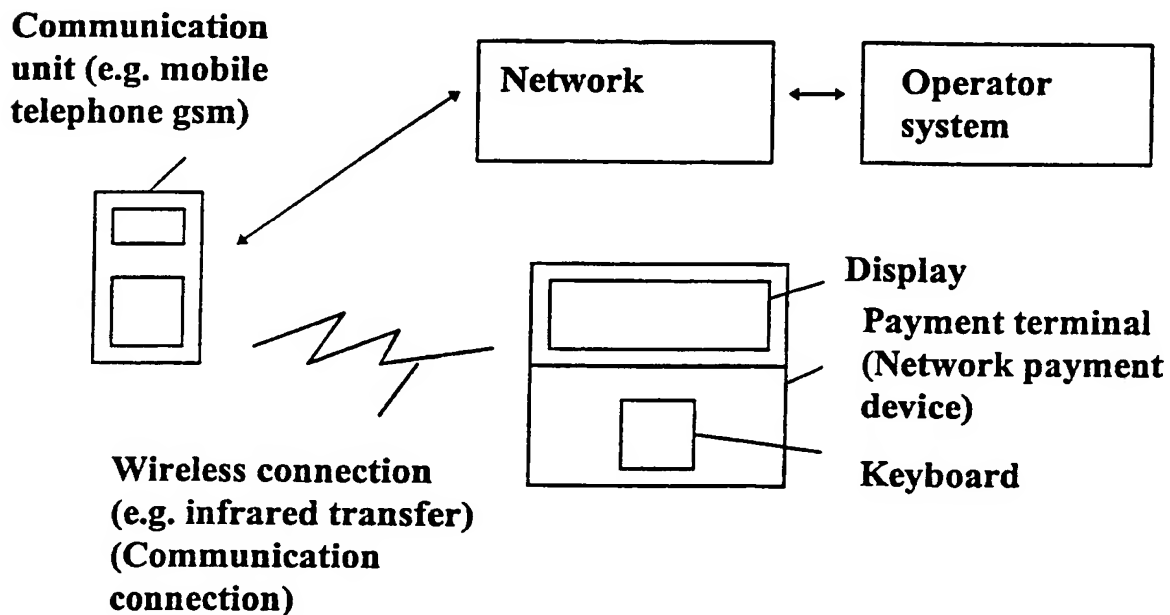 Communication
unit (e.g. mobile
telephone gsm)
Network
Operator
system
Display
Payment terminal
(Network payment
device)
Keyboard
Wireless connection
(e.g. infrared transfer)
(Communication
connection)